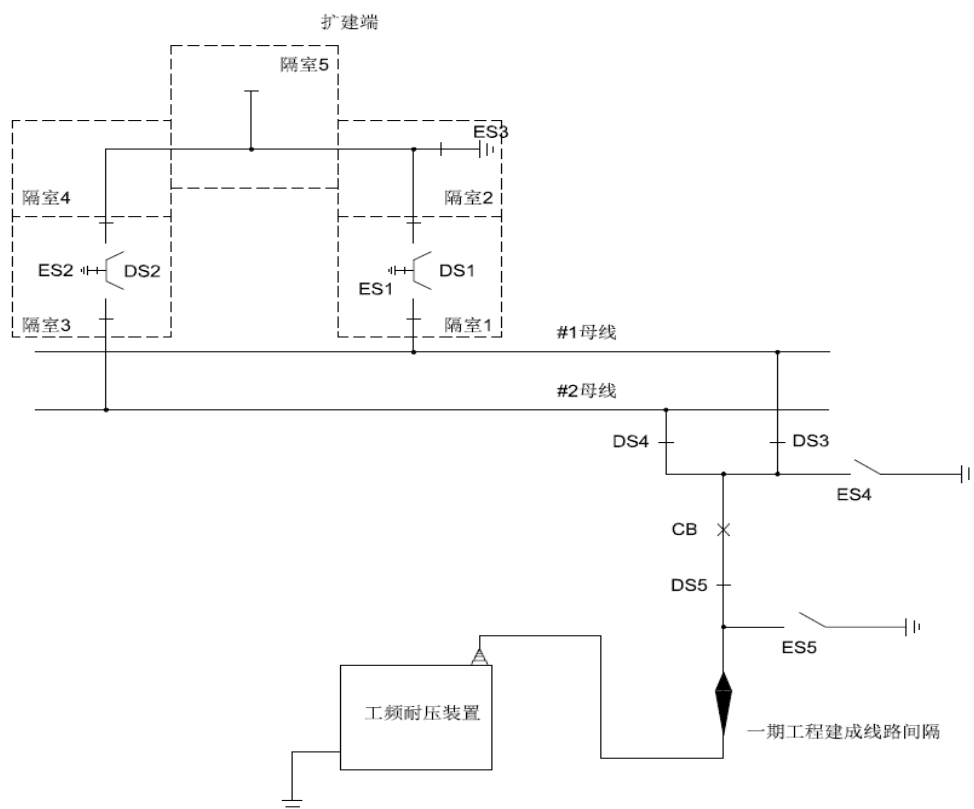 扩建端
隔室5
ES3
隔室4
隔室2
ES2
DS2
DS1
ES1
隔室3
隔室1
#1母线
#2母线
DS4
DS3
ES4
CB
DS5
ES5
工频耐压装置
一期工程建成线路间隔